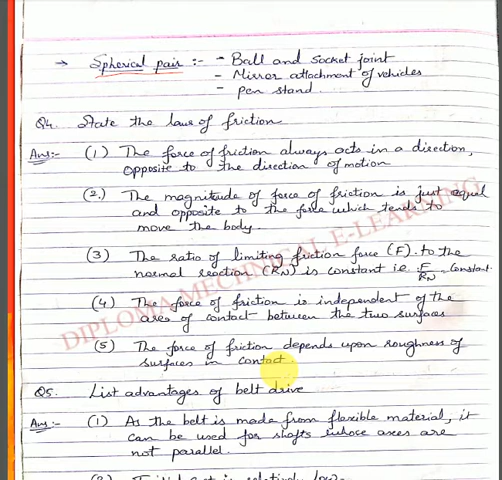 → Spherical pair :- - Ball and socket joint
- Mirror attachment of vehicles
- pen stand
Q4. State the law of friction
Ans:- (1) The force of friction always acts in a direction,
opposite to the direction of motion
(2.) The magnitude of force of friction is just equal
and opposite to the force which tends to
move the body.
(3) The ratio of limiting friction force (F). to the
normal reaction (RN) is constant i.e. F/RN = constant.
(4) The force of friction is independent of the
area of contact between the two surfaces
(5) The force of friction depends upon roughness of
surfaces in contact.
Q5. List advantages of belt drive
Ans:- (1) As the belt is made from flexible material, it
can be used for shafts whose axes are
not parallel.
DIPLOMA MECHNICAL E-LEARNING